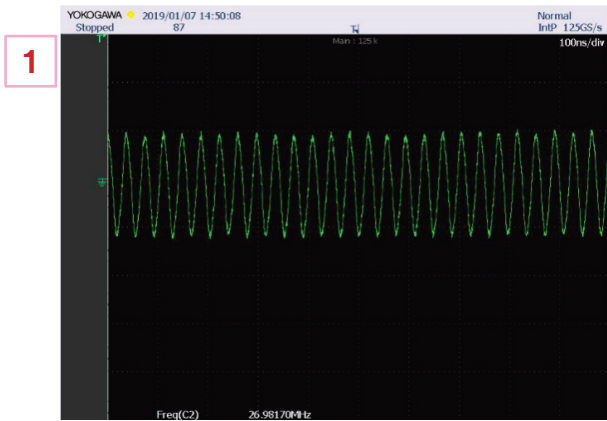 YOKOGAWA 2019/01/07 14:50:08 Normal
Stopped 87 IntP 125GS/s
Main : 125 k 100ns/div
1
Freq(C2) 26.98170MHz